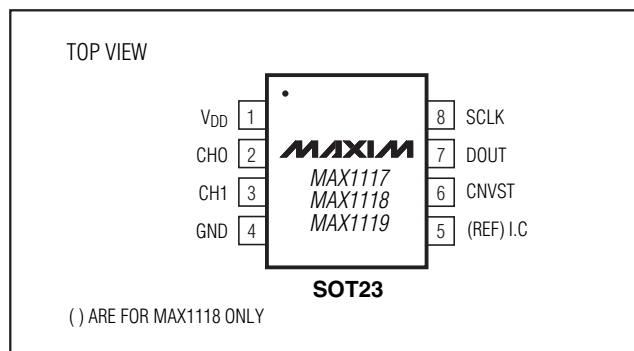 TOP VIEW
VDD 1
CH0 2
CH1 3
GND 4
MAXIM
MAX1117
MAX1118
MAX1119
8 SCLK
7 DOUT
6 CNVST
5 (REF) I.C
SOT23
( ) ARE FOR MAX1118 ONLY